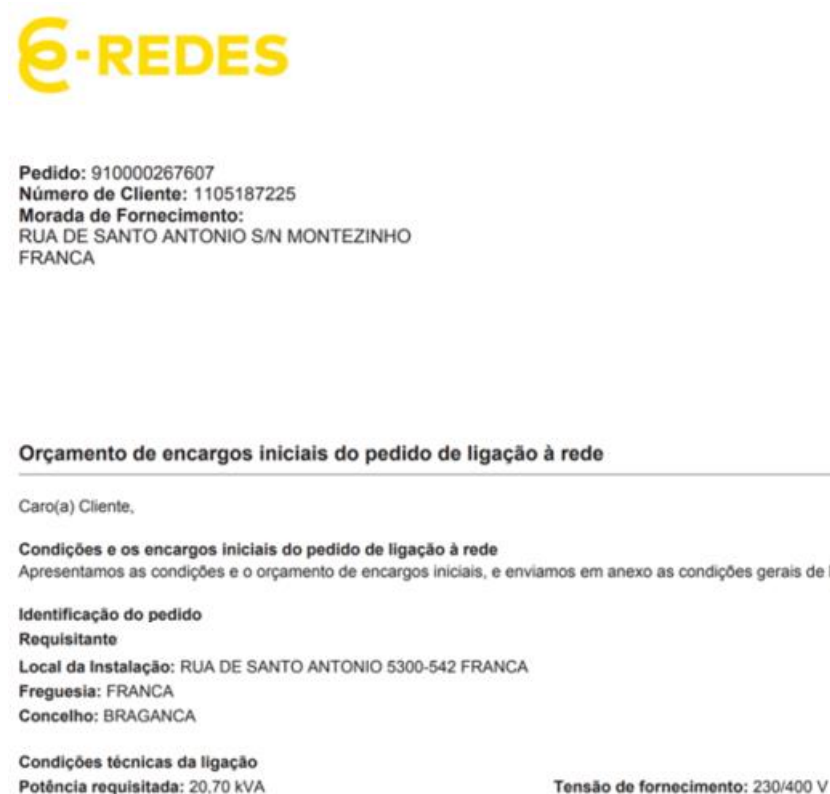 E-REDES
Pedido: 910000267607
Número de Cliente: 1105187225
Morada de Fornecimento:
RUA DE SANTO ANTONIO S/N MONTEZINHO
FRANCA
Orçamento de encargos iniciais do pedido de ligação à rede
Caro(a) Cliente,
Condições e os encargos iniciais do pedido de ligação à rede
Apresentamos as condições e o orçamento de encargos iniciais, e enviamos em anexo as condições gerais de
Identificação do pedido
Requisitante
Local da Instalação: RUA DE SANTO ANTONIO 5300-542 FRANCA
Freguesia: FRANCA
Concelho: BRAGANCA
Condições técnicas da ligação
Potência requisitada: 20,70 kVA Tensão de fornecimento: 230/400 V